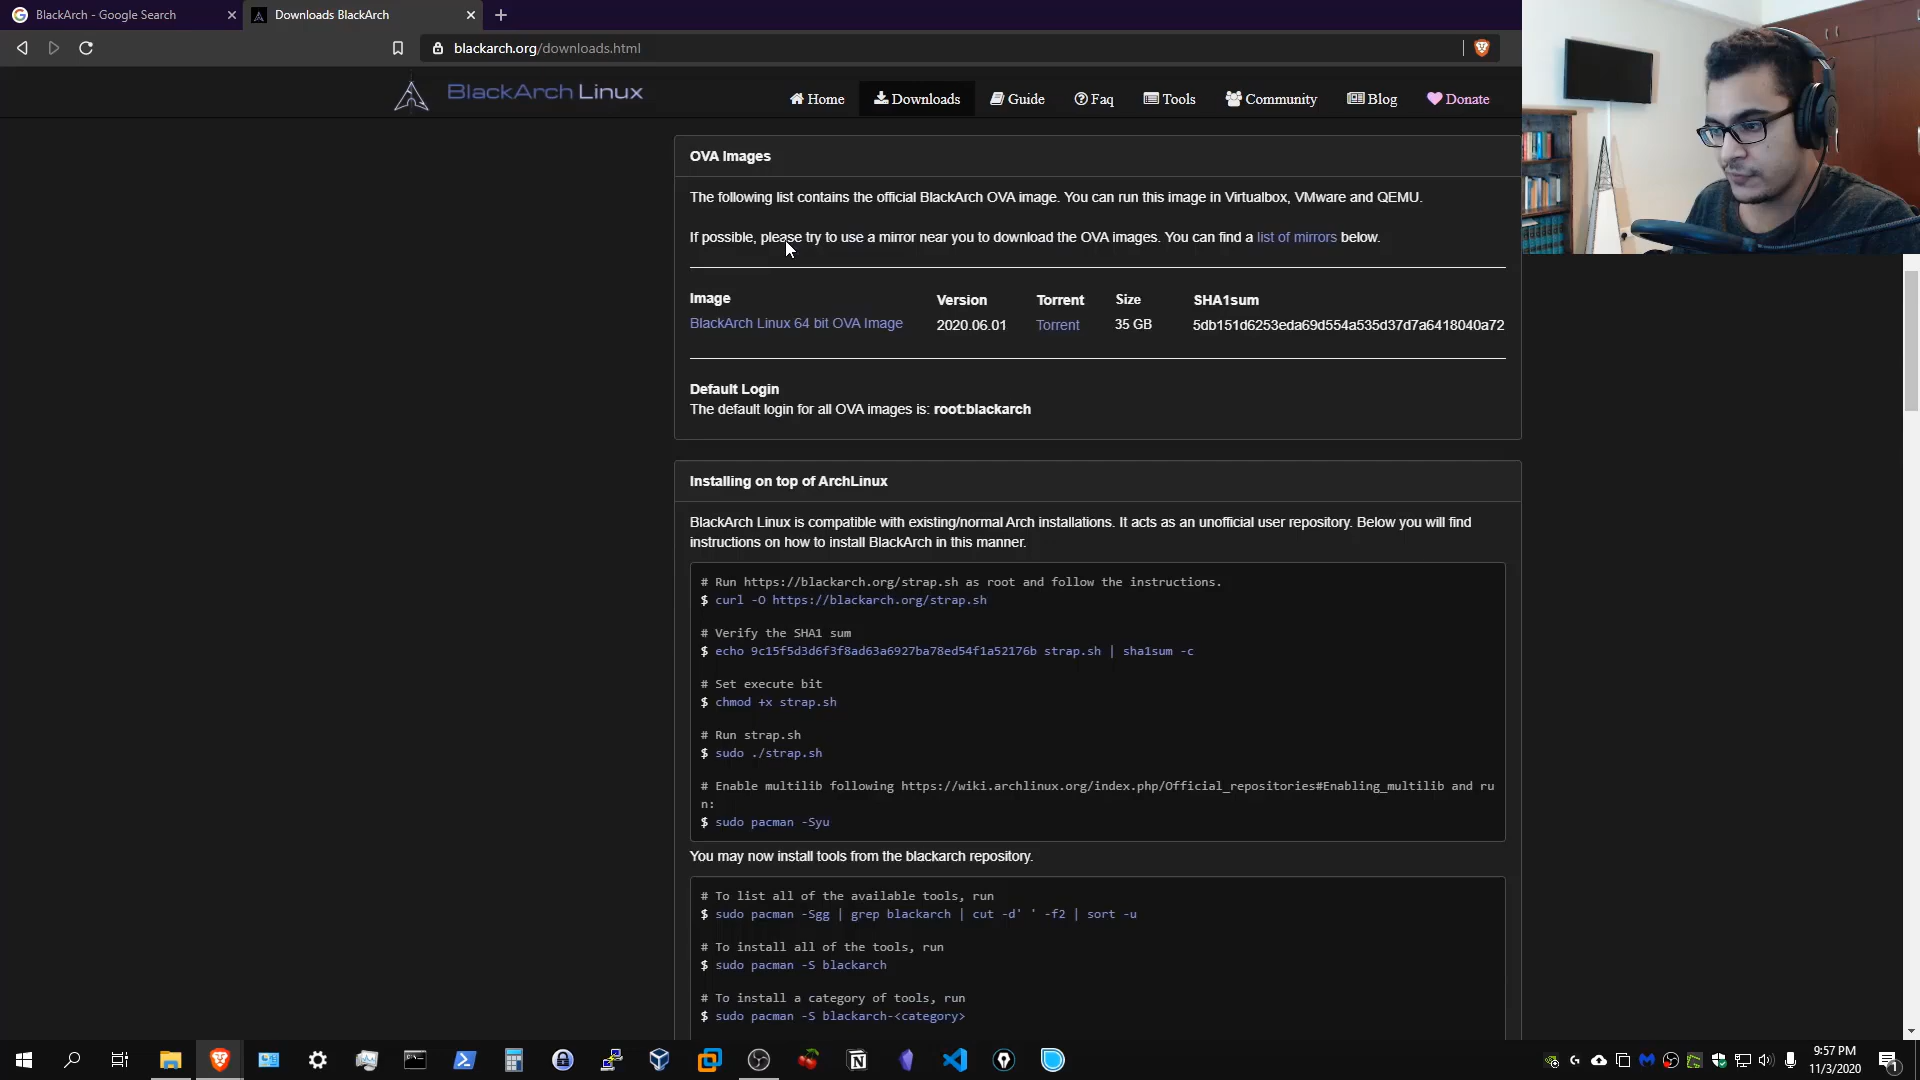 BlackArch - Google Search
Downloads BlackArch
blackarch.org/downloads.html
BlackArch Linux
Home
Downloads
Guide
Faq
Tools
Community
Blog
Donate
OVA Images
The following list contains the official BlackArch OVA image. You can run this image in Virtualbox, VMware and QEMU.
If possible, please try to use a mirror near you to download the OVA images. You can find a list of mirrors below.
Image Version Torrent Size SHA1sum
BlackArch Linux 64 bit OVA Image 2020.06.01 Torrent 35 GB 5db151d6253eda69d554a535d37d7a6418040a72
Default Login
The default login for all OVA images is: root:blackarch
Installing on top of ArchLinux
BlackArch Linux is compatible with existing/normal Arch installations. It acts as an unofficial user repository. Below you will find
instructions on how to install BlackArch in this manner.
# Run https://blackarch.org/strap.sh as root and follow the instructions.
$ curl -O https://blackarch.org/strap.sh
# Verify the SHA1 sum
$ echo 9c15f5d3d6f3f8ad63a6927ba78ed54f1a52176b strap.sh | sha1sum -c
# Set execute bit
$ chmod +x strap.sh
# Run strap.sh
$ sudo ./strap.sh
# Enable multilib following https://wiki.archlinux.org/index.php/Official_repositories#Enabling_multilib and ru
n:
$ sudo pacman -Syu
You may now install tools from the blackarch repository.
# To list all of the available tools, run
$ sudo pacman -Sgg | grep blackarch | cut -d' ' -f2 | sort -u
# To install all of the tools, run
$ sudo pacman -S blackarch
# To install a category of tools, run
$ sudo pacman -S blackarch-<category>
9:57 PM
11/3/2020
1